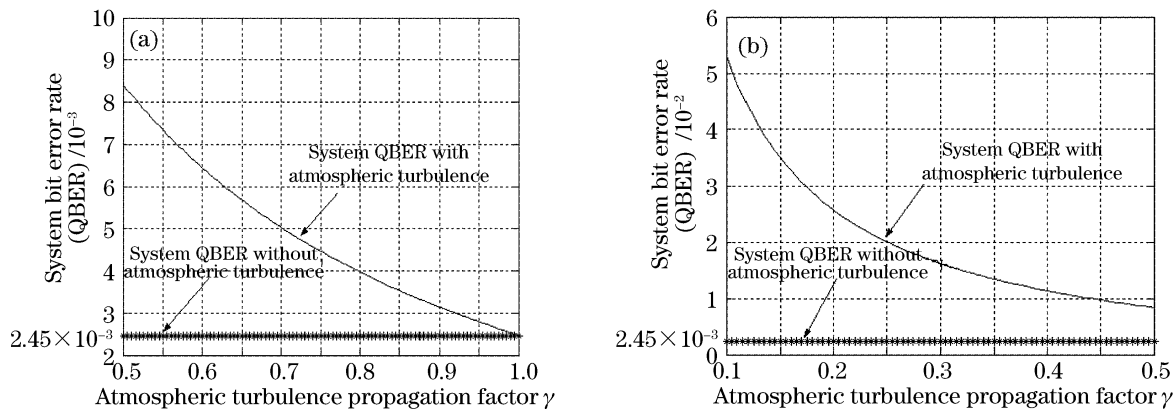 (a)
System bit error rate
(QBER) /10⁻³
10
9
8
7
6
5
4
3
2.45×10⁻³
2
System QBER with
atmospheric turbulence
System QBER without
atmospheric turbulence
0.5 0.6 0.7 0.8 0.9 1.0
Atmospheric turbulence propagation factor γ
(b)
System bit error rate
(QBER) /10⁻²
6
5
4
3
2
1
2.45×10⁻³
0
System QBER with
atmospheric turbulence
System QBER without
atmospheric turbulence
0.1 0.2 0.3 0.4 0.5
Atmospheric turbulence propagation factor γ